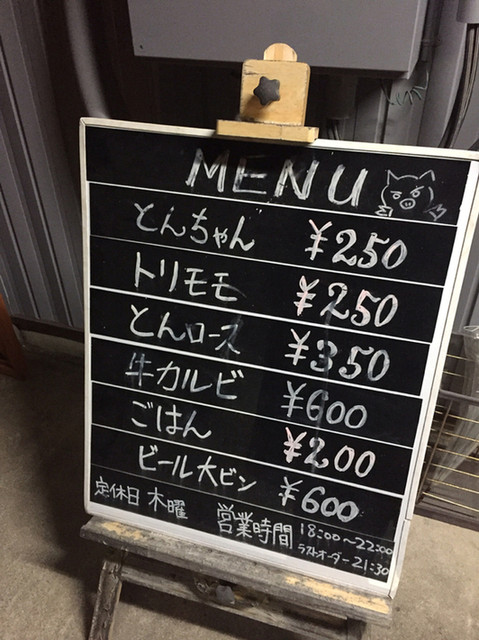 MENU
とんちゃん ¥250
トリモモ ¥250
とんロース ¥350
牛カルビ ¥600
ごはん ¥200
ビール大ビン ¥600
定休日 木曜 営業時間 18:00～22:00
ラストオーダー 21:30